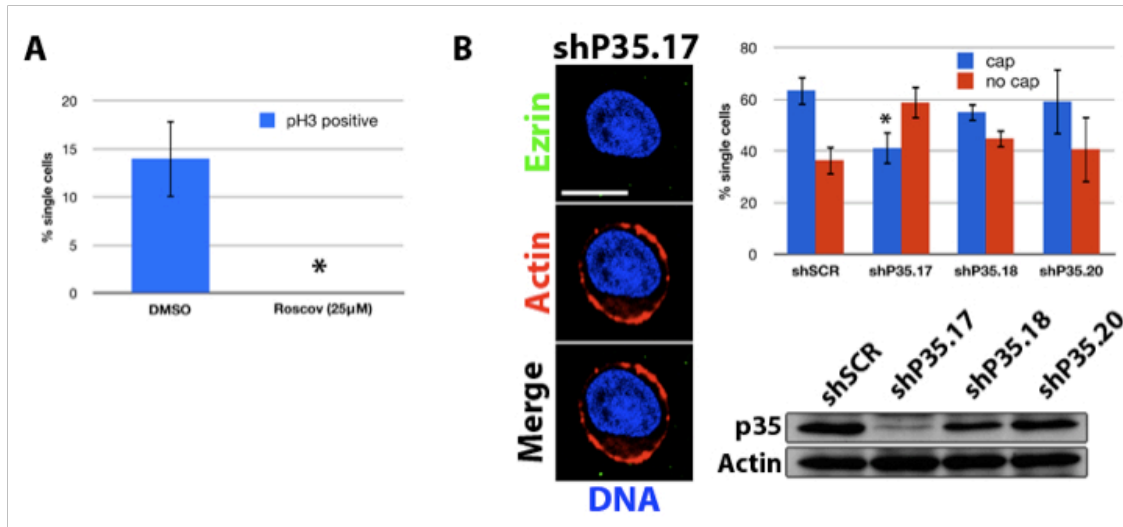 A
20
15
10
5
0
% single cells
pH3 positive
DMSO
Roscov (25µM)
*
B
shP35.17
Ezrin
Actin
Merge
DNA
80
60
40
20
0
% single cells
cap
no cap
*
shSCR
shP35.17
shP35.18
shP35.20
shSCR
shP35.17
shP35.18
shP35.20
p35
Actin